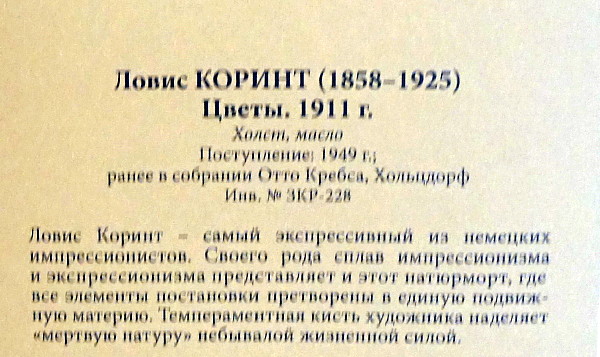 Ловис КОРИНТ (1858–1925)
Цветы. 1911 г.
Холст, масло
Поступление: 1949 г.;
ранее в собрании Отто Кребса, Хольцдорф
Инв. № ЗКР-228
Ловис Коринт – самый экспрессивный из немецких
импрессионистов. Своего рода сплав импрессионизма
и экспрессионизма представляет и этот натюрморт, где
все элементы постановки претворены в единую подвиж-
ную материю. Темпераментная кисть художника наделяет
«мертвую натуру» небывалой жизненной силой.